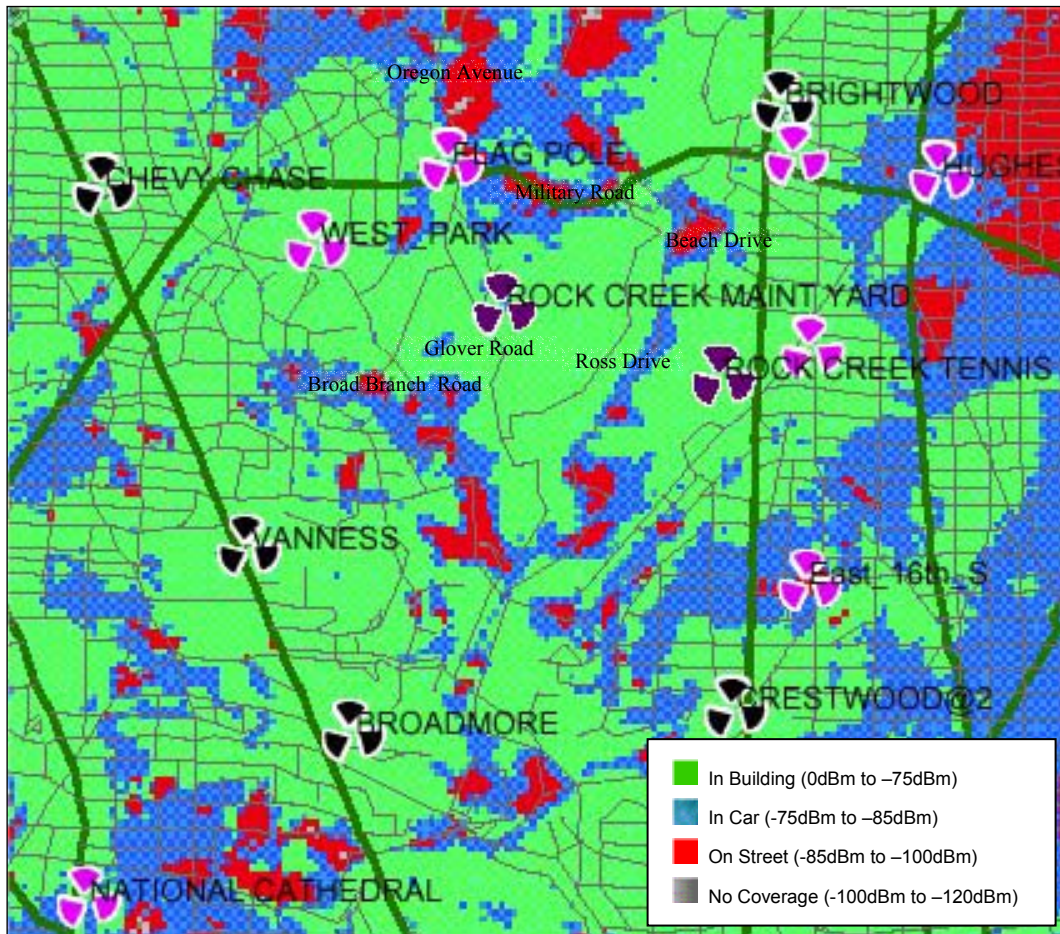 Oregon Avenue
BRIGHTWOOD
FLAG POLE
HUGHE
CHEVY CHASE
Military Road
WEST_PARK
Beach Drive
ROCK CREEK MAINT YARD
Glover Road
Ross Drive
ROCK CREEK TENNIS
Broad Branch Road
VANNESS
East_16th_S
BROADMORE
CRESTWOOD@2
NATIONAL CATHEDRAL
In Building (0dBm to –75dBm)
In Car (-75dBm to –85dBm)
On Street (-85dBm to –100dBm)
No Coverage (-100dBm to –120dBm)